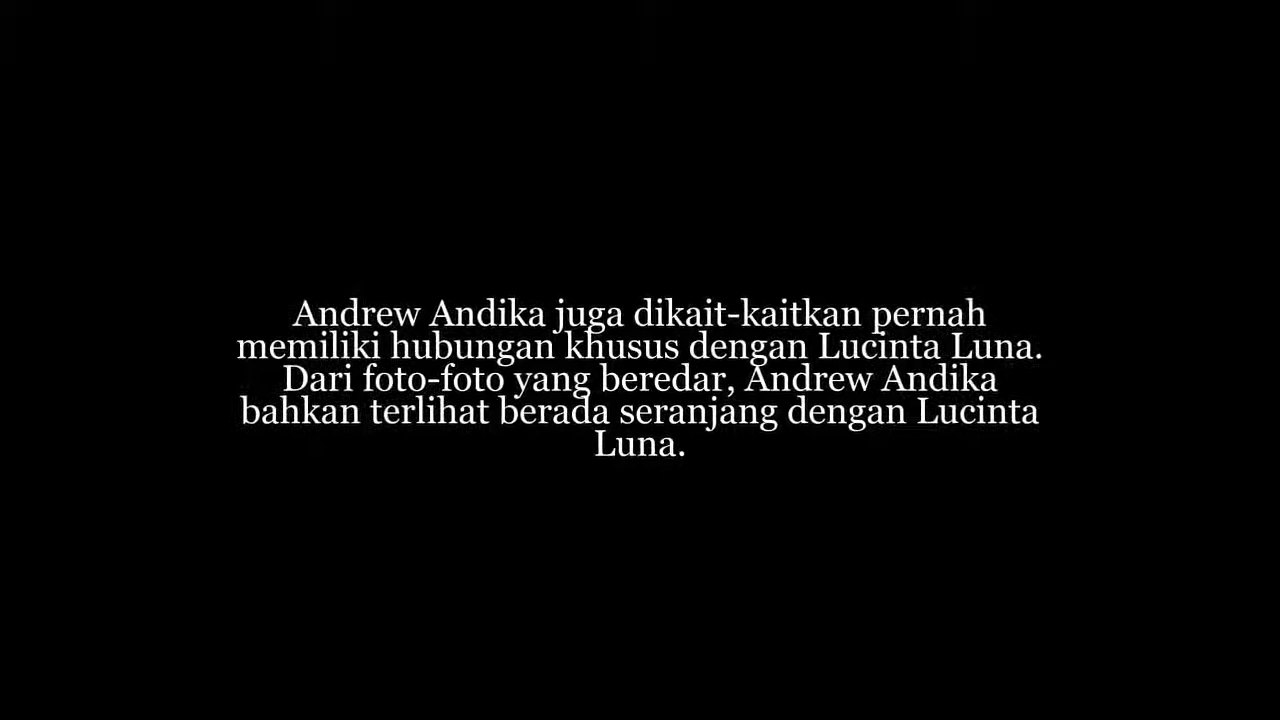 Andrew Andika juga dikait-kaitkan pernah
memiliki hubungan khusus dengan Lucinta Luna.
Dari foto-foto yang beredar, Andrew Andika
bahkan terlihat berada seranjang dengan Lucinta
Luna.